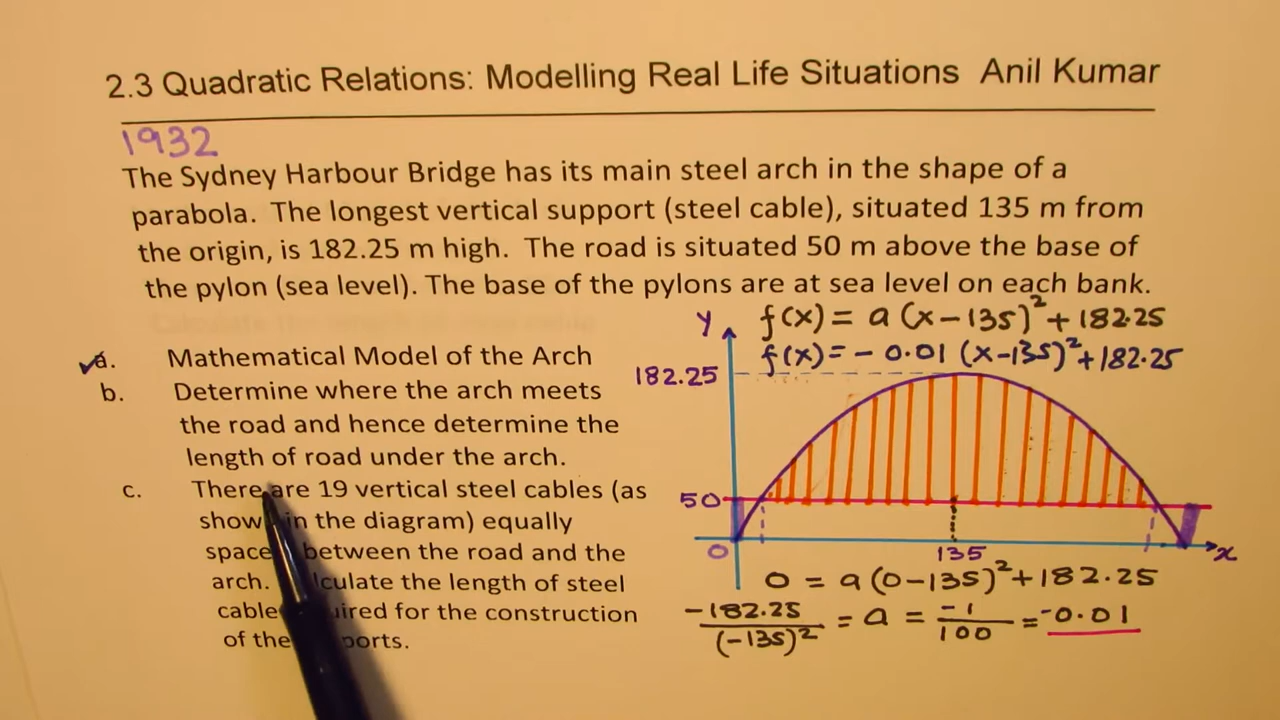 2.3 Quadratic Relations: Modelling Real Life Situations Anil Kumar
1932
The Sydney Harbour Bridge has its main steel arch in the shape of a
parabola. The longest vertical support (steel cable), situated 135 m from
the origin, is 182.25 m high. The road is situated 50 m above the base of
the pylon (sea level). The base of the pylons are at sea level on each bank.
a. Mathematical Model of the Arch
b. Determine where the arch meets
the road and hence determine the
length of road under the arch.
c. There are 19 vertical steel cables (as
in the diagram) equally
between the road and the
arch. the length of steel
for the construction
of
y
f(x) = a(x-135)² + 182.25
f(x) = -0.01 (x-135)² + 182.25
182.25
50
0
135
x
0 = a(0-135)² + 182.25
-182.25/(-135)² = a = -1/100 = -0.01